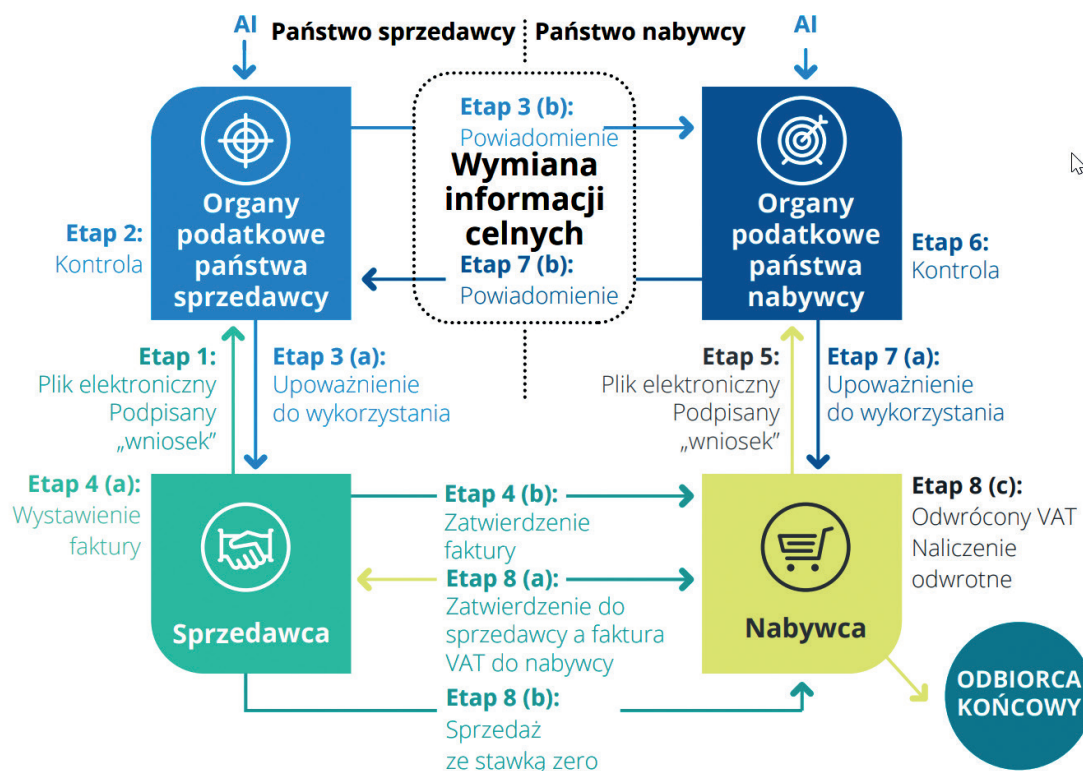 AI
Państwo sprzedawcy
Państwo nabywcy
AI
Etap 3 (b):
Powiadomienie
Wymiana
informacji
celnych
Etap 7 (b):
Powiadomienie
Organy
podatkowe
państwa
sprzedawcy
Organy
podatkowe
państwa
nabywcy
Etap 2:
Kontrola
Etap 6:
Kontrola
Etap 1:
Plik elektroniczny
Podpisany
„wniosek”
Etap 3 (a):
Upoważnienie
do wykorzystania
Etap 5:
Plik elektroniczny
Podpisany
„wniosek”
Etap 7 (a):
Upoważnienie
do wykorzystania
Etap 4 (a):
Wystawienie
faktury
Sprzedawca
Etap 4 (b):
Zatwierdzenie
faktury
Etap 8 (a):
Zatwierdzenie do
sprzedawcy a faktura
VAT do nabywcy
Etap 8 (b):
Sprzedaż
ze stawką zero
Nabywca
Etap 8 (c):
Odwrócony VAT
Naliczenie
odwrotne
ODBIORCA
KOŃCOWY